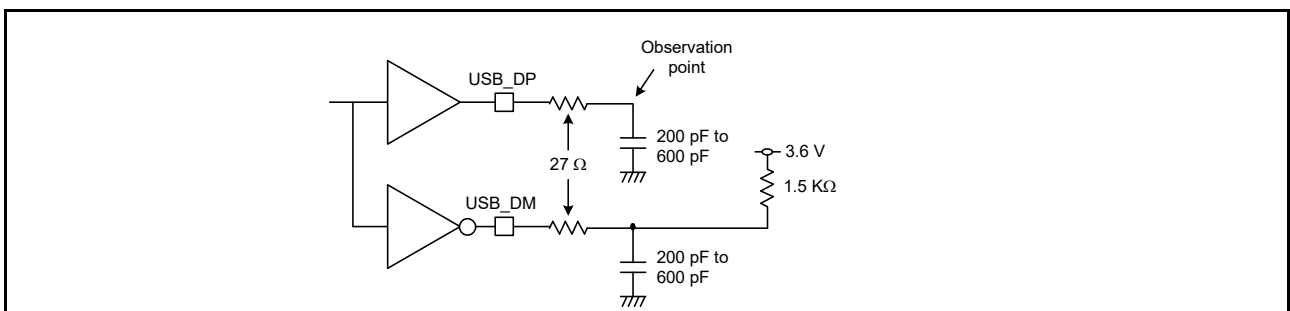 Observation
point
USB_DP
200 pF to
600 pF
3.6 V
27 Ω
1.5 KΩ
USB_DM
200 pF to
600 pF